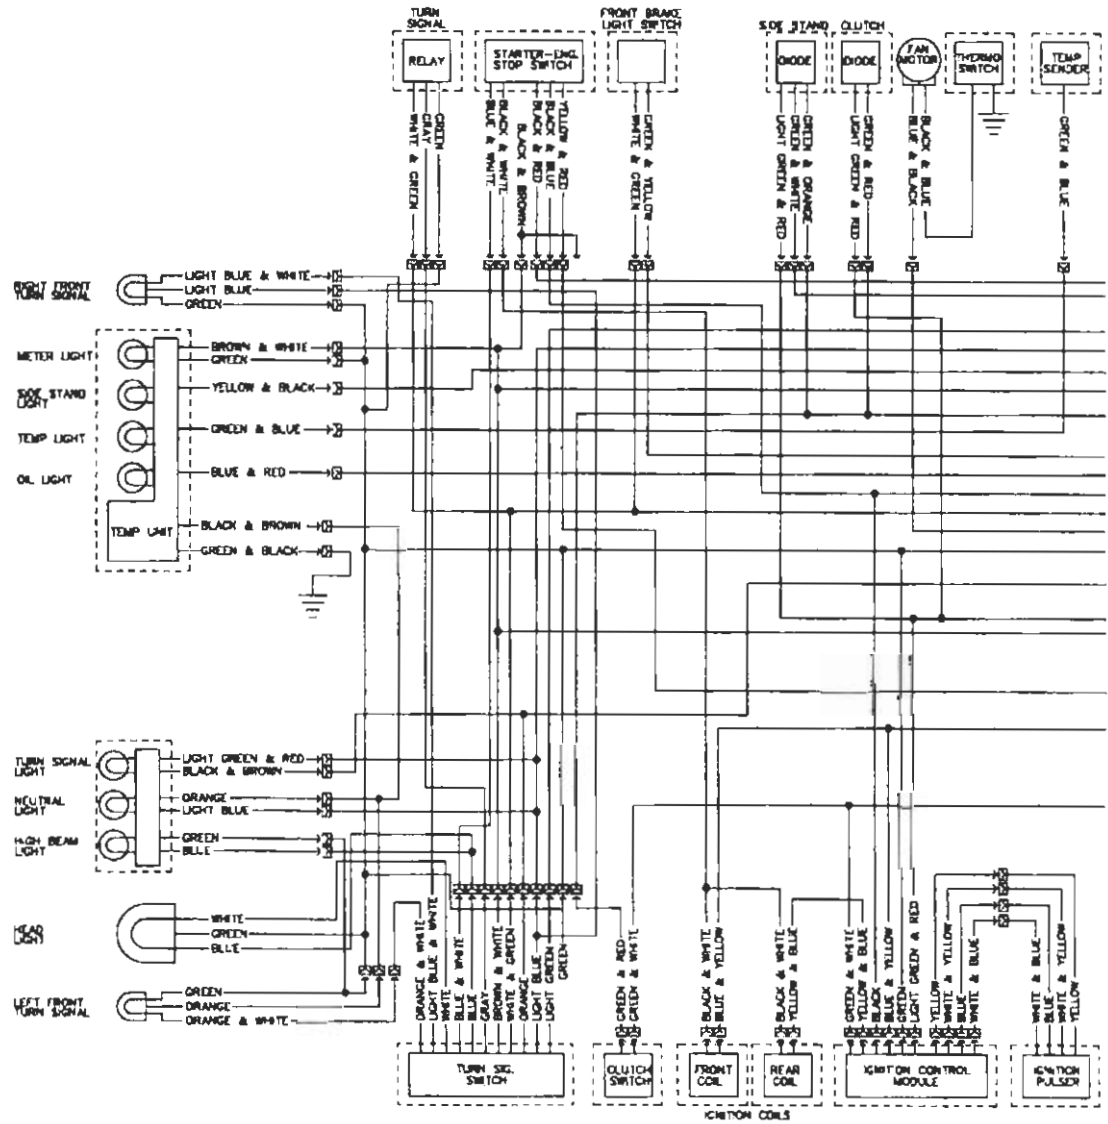 TURN
SIGNAL
FRONT BRAKE
LIGHT SWITCH
SIDE STAND
CLUTCH
RELAY
STARTER-ENG.
STOP SWITCH
DIODE
DIODE
FAN
MOTOR
THERMO
SWITCH
TEMP
SENDER
WHITE & GREEN
GRAY
GREEN
BLUE & WHITE
BLACK & WHITE
BLACK & BROWN
BLACK & RED
BLACK & BLUE
YELLOW & RED
WHITE & GREEN
GREEN & YELLOW
LIGHT GREEN & RED
GREEN & WHITE
GREEN & ORANGE
LIGHT GREEN & RED
GREEN & RED
BLUE & BLACK
BLACK & BLUE
GREEN & BLUE
RIGHT FRONT
TURN SIGNAL
LIGHT BLUE & WHITE
LIGHT BLUE
GREEN
METER LIGHT
BROWN & WHITE
GREEN
SIDE STAND
LIGHT
YELLOW & BLACK
TEMP LIGHT
GREEN & BLUE
OIL LIGHT
BLUE & RED
TEMP UNIT
BLACK & BROWN
GREEN & BLACK
TURN SIGNAL
LIGHT
LIGHT GREEN & RED
BLACK & BROWN
NEUTRAL
LIGHT
ORANGE
LIGHT BLUE
HIGH BEAM
LIGHT
GREEN
BLUE
HEAD
LIGHT
WHITE
GREEN
BLUE
LEFT FRONT
TURN SIGNAL
GREEN
ORANGE
ORANGE & WHITE
ORANGE & WHITE
LIGHT BLUE & WHITE
WHITE
BLUE & WHITE
BLUE
GRAY
BROWN & WHITE
WHITE & GREEN
ORANGE
LIGHT BLUE
LIGHT GREEN
GREEN
GREEN & RED
GREEN & WHITE
BLACK & WHITE
BLUE & YELLOW
BLACK & WHITE
YELLOW & BLUE
GREEN & WHITE
YELLOW & BLUE
BLACK
BLUE & YELLOW
GREEN
LIGHT GREEN & RED
YELLOW
WHITE & YELLOW
BLUE
WHITE & BLUE
WHITE & BLUE
BLUE
WHITE & YELLOW
YELLOW
TURN SIG.
SWITCH
CLUTCH
SWITCH
FRONT
COIL
REAR
COIL
IGNITION CONTROL
MODULE
IGNITION
PULSER
IGNITION COILS